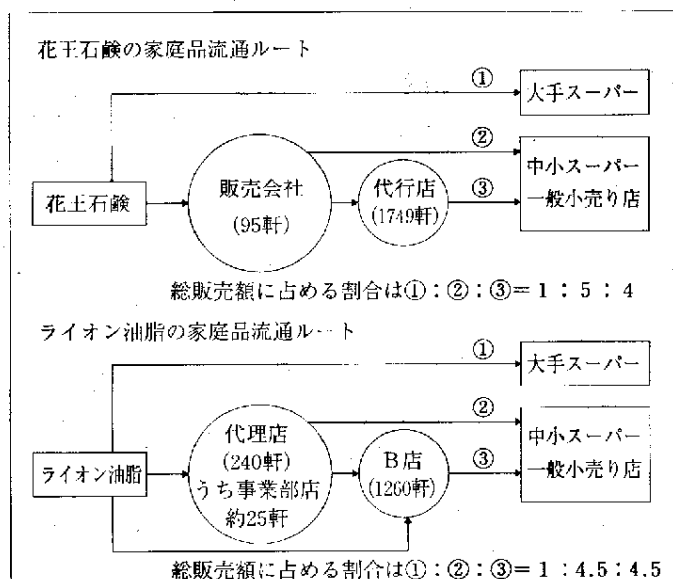 花王石鹸の家庭品流通ルート
①
大手スーパー
②
販売会社
(95軒)
代行店
(1749軒)
中小スーパー
一般小売り店
花王石鹸
③
総販売額に占める割合は①:②:③=1:5:4
ライオン油脂の家庭品流通ルート
①
大手スーパー
②
代理店
(240軒)
うち事業部店
約25軒
B店
(1260軒)
中小スーパー
一般小売り店
ライオン油脂
③
総販売額に占める割合は①:②:③=1:4.5:4.5